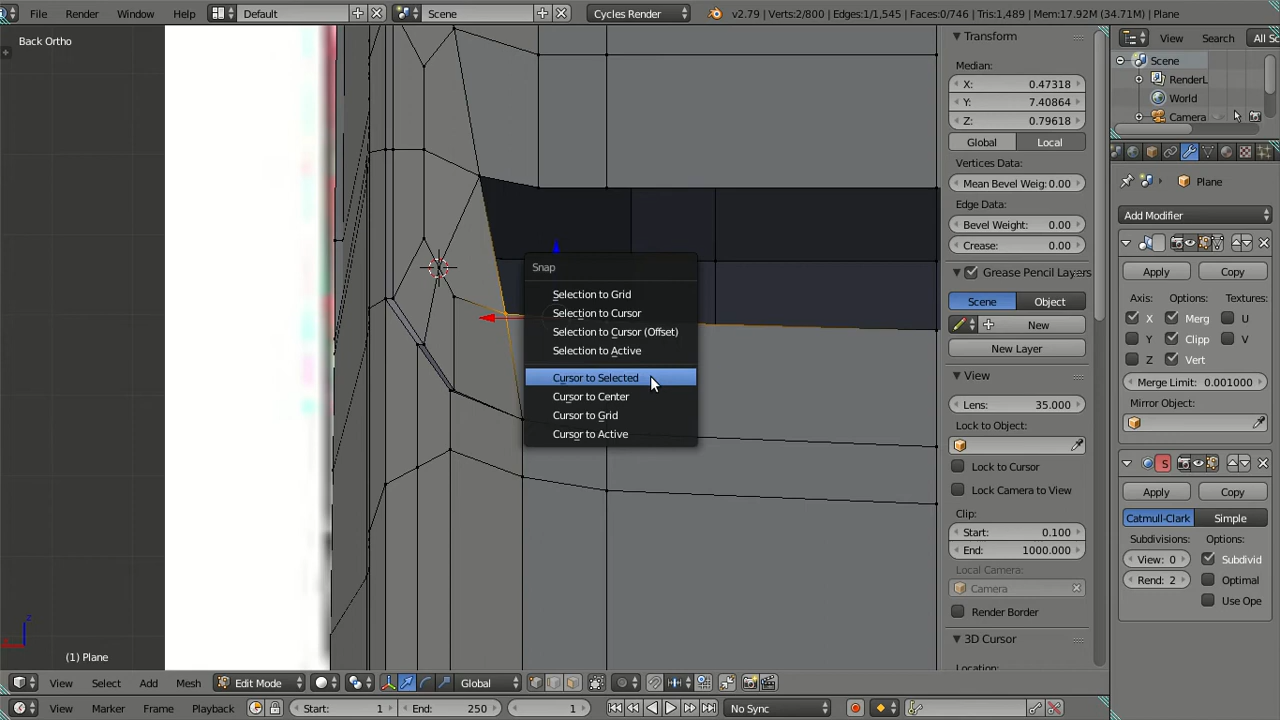 File Render Window Help Default Scene Cycles Render v2.79 | Verts:2/800 | Edges:1/1,545 | Faces:0/746 | Tris:1,489 | Mem:17.92M (34.71M) | Plane
Back Ortho
(1) Plane
Snap
Selection to Grid
Selection to Cursor
Selection to Cursor (Offset)
Selection to Active
Cursor to Selected
Cursor to Center
Cursor to Grid
Cursor to Active
Transform
Median:
X: 0.47318
Y: 7.40864
Z: 0.79618
Global Local
Vertices Data:
Mean Bevel Weig: 0.00
Edge Data:
Bevel Weight: 0.00
Crease: 0.00
Grease Pencil Layers
Scene Object
New
New Layer
View
Lens: 35.000
Lock to Object:
Lock to Cursor
Lock Camera to View
Clip:
Start: 0.100
End: 1000.000
Local Camera:
Camera
Render Border
3D Cursor
Location:
View Search All Sc
Scene
RenderL
World
Camera
Plane
Add Modifier
Apply Copy
Axis: Options: Textures:
X Merg U
Y Clipp V
Z Vert
Merge Limit: 0.001000
Mirror Object:
S
Apply Copy
Catmull-Clark Simple
Subdivisions: Options:
View: 0 Subdivid
Rend: 2 Optimal
Use Ope
View Select Add Mesh Edit Mode Global
View Marker Frame Playback Start: 1 End: 250 1 No Sync